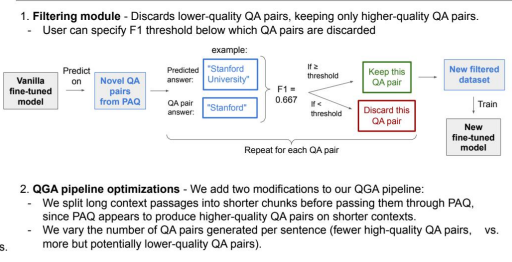 1. Filtering module - Discards lower-quality QA pairs, keeping only higher-quality QA pairs.
- User can specify F1 threshold below which QA pairs are discarded
example:
Vanilla fine-tuned model
Predict on
Novel QA pairs from PAQ
Predicted answer:
"Stanford University"
QA pair answer:
"Stanford"
F1 = 0.667
If ≥ threshold
Keep this QA pair
If < threshold
Discard this QA pair
New filtered dataset
Train
New fine-tuned model
Repeat for each QA pair
2. QGA pipeline optimizations - We add two modifications to our QGA pipeline:
- We split long context passages into shorter chunks before passing them through PAQ,
since PAQ appears to produce higher-quality QA pairs on shorter contexts.
- We vary the number of QA pairs generated per sentence (fewer high-quality QA pairs, vs.
more but potentially lower-quality QA pairs).
s.